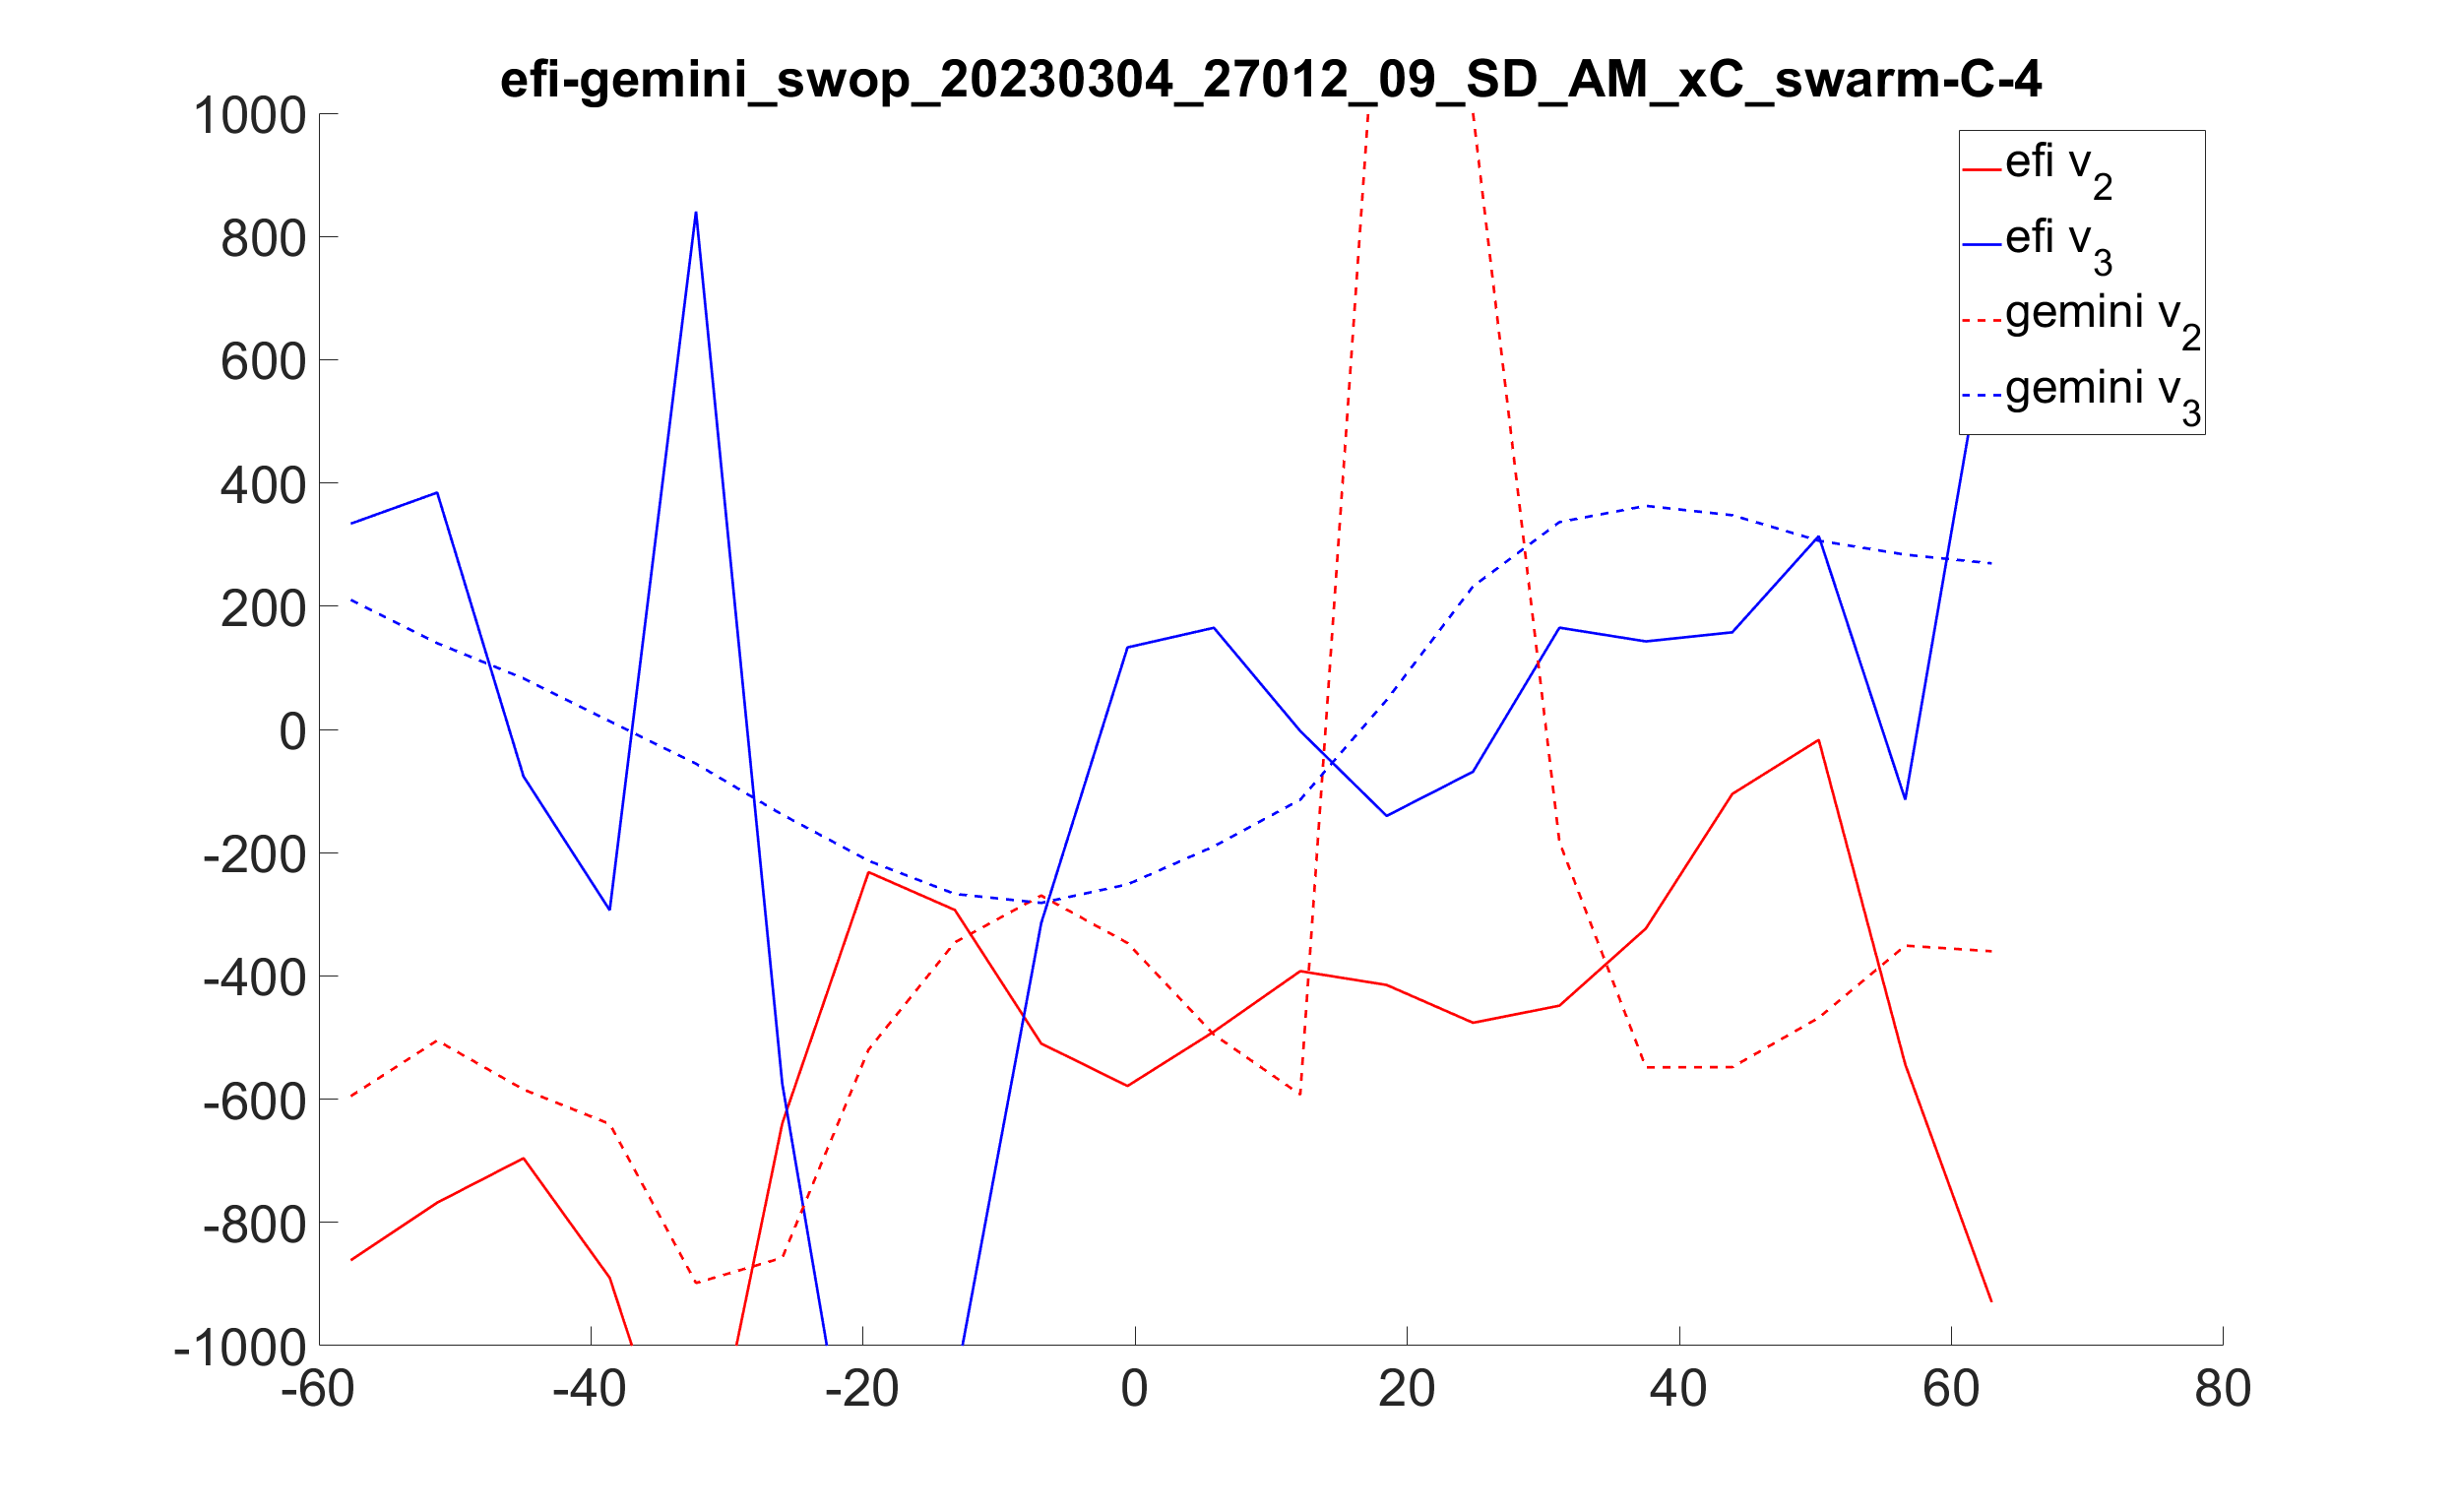 efi-gemini_swop_20230304_27012_09_SD_AM_xC_swarm-C-4
1000
800
600
400
200
0
-200
-400
-600
-800
-1000
-60 -40 -20 0 20 40 60 80
efi v2
efi v3
gemini v2
gemini v3